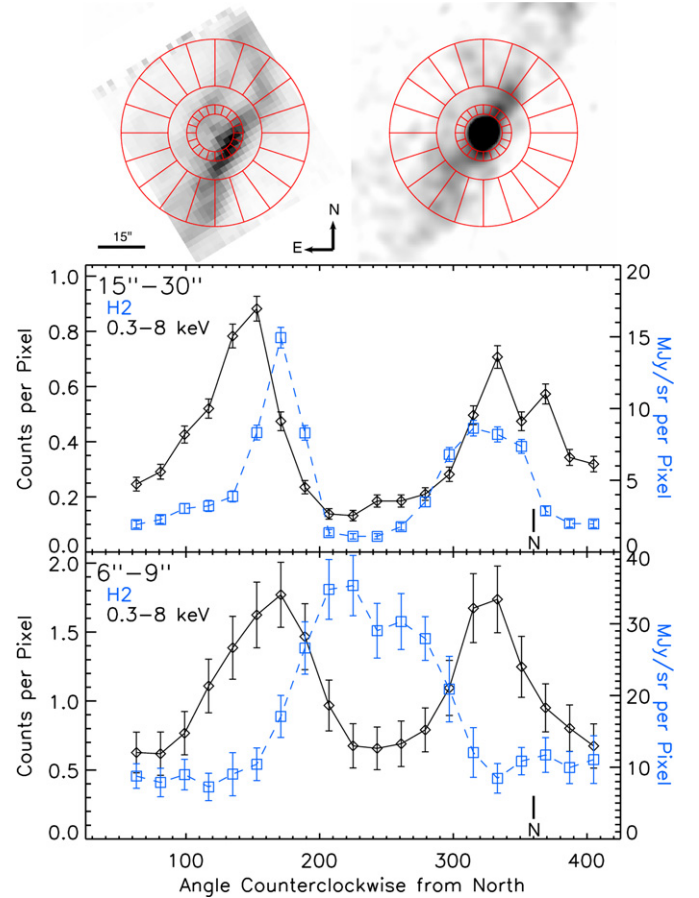 15"
N
E
15"-30"
H2
0.3-8 keV
Counts per Pixel
1.0
0.8
0.6
0.4
0.2
0.0
20
15
10
5
0
MJy/sr per Pixel
N
6"-9"
H2
0.3-8 keV
Counts per Pixel
2.0
1.5
1.0
0.5
0.0
40
30
20
10
0
MJy/sr per Pixel
N
100
200
300
400
Angle Counterclockwise from North